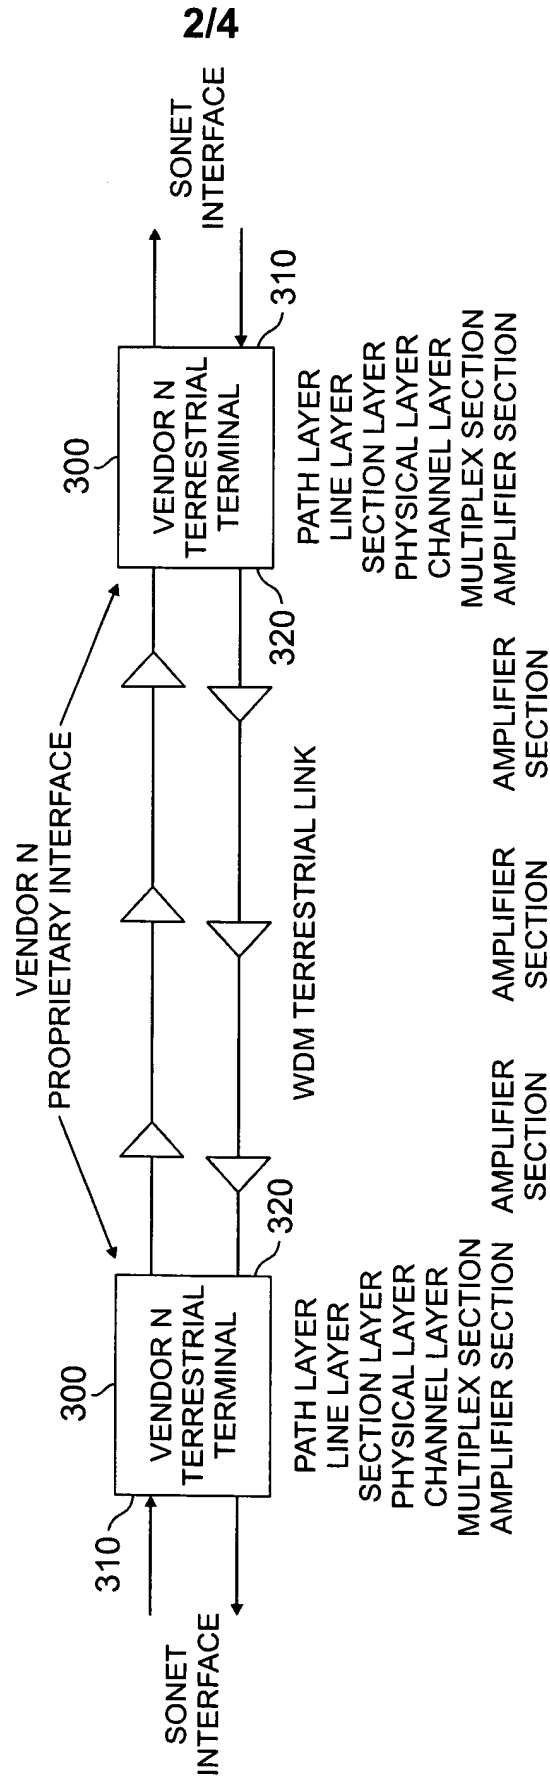 2/4
VENDOR N
PROPRIETARY INTERFACE
SONET
INTERFACE
310
300
VENDOR N
TERRESTRIAL
TERMINAL
320
PATH LAYER
LINE LAYER
SECTION LAYER
PHYSICAL LAYER
CHANNEL LAYER
MULTIPLEX SECTION
AMPLIFIER SECTION
WDM TERRESTRIAL LINK
AMPLIFIER
SECTION
AMPLIFIER
SECTION
AMPLIFIER
SECTION
300
VENDOR N
TERRESTRIAL
TERMINAL
320
310
PATH LAYER
LINE LAYER
SECTION LAYER
PHYSICAL LAYER
CHANNEL LAYER
MULTIPLEX SECTION
AMPLIFIER SECTION
SONET
INTERFACE